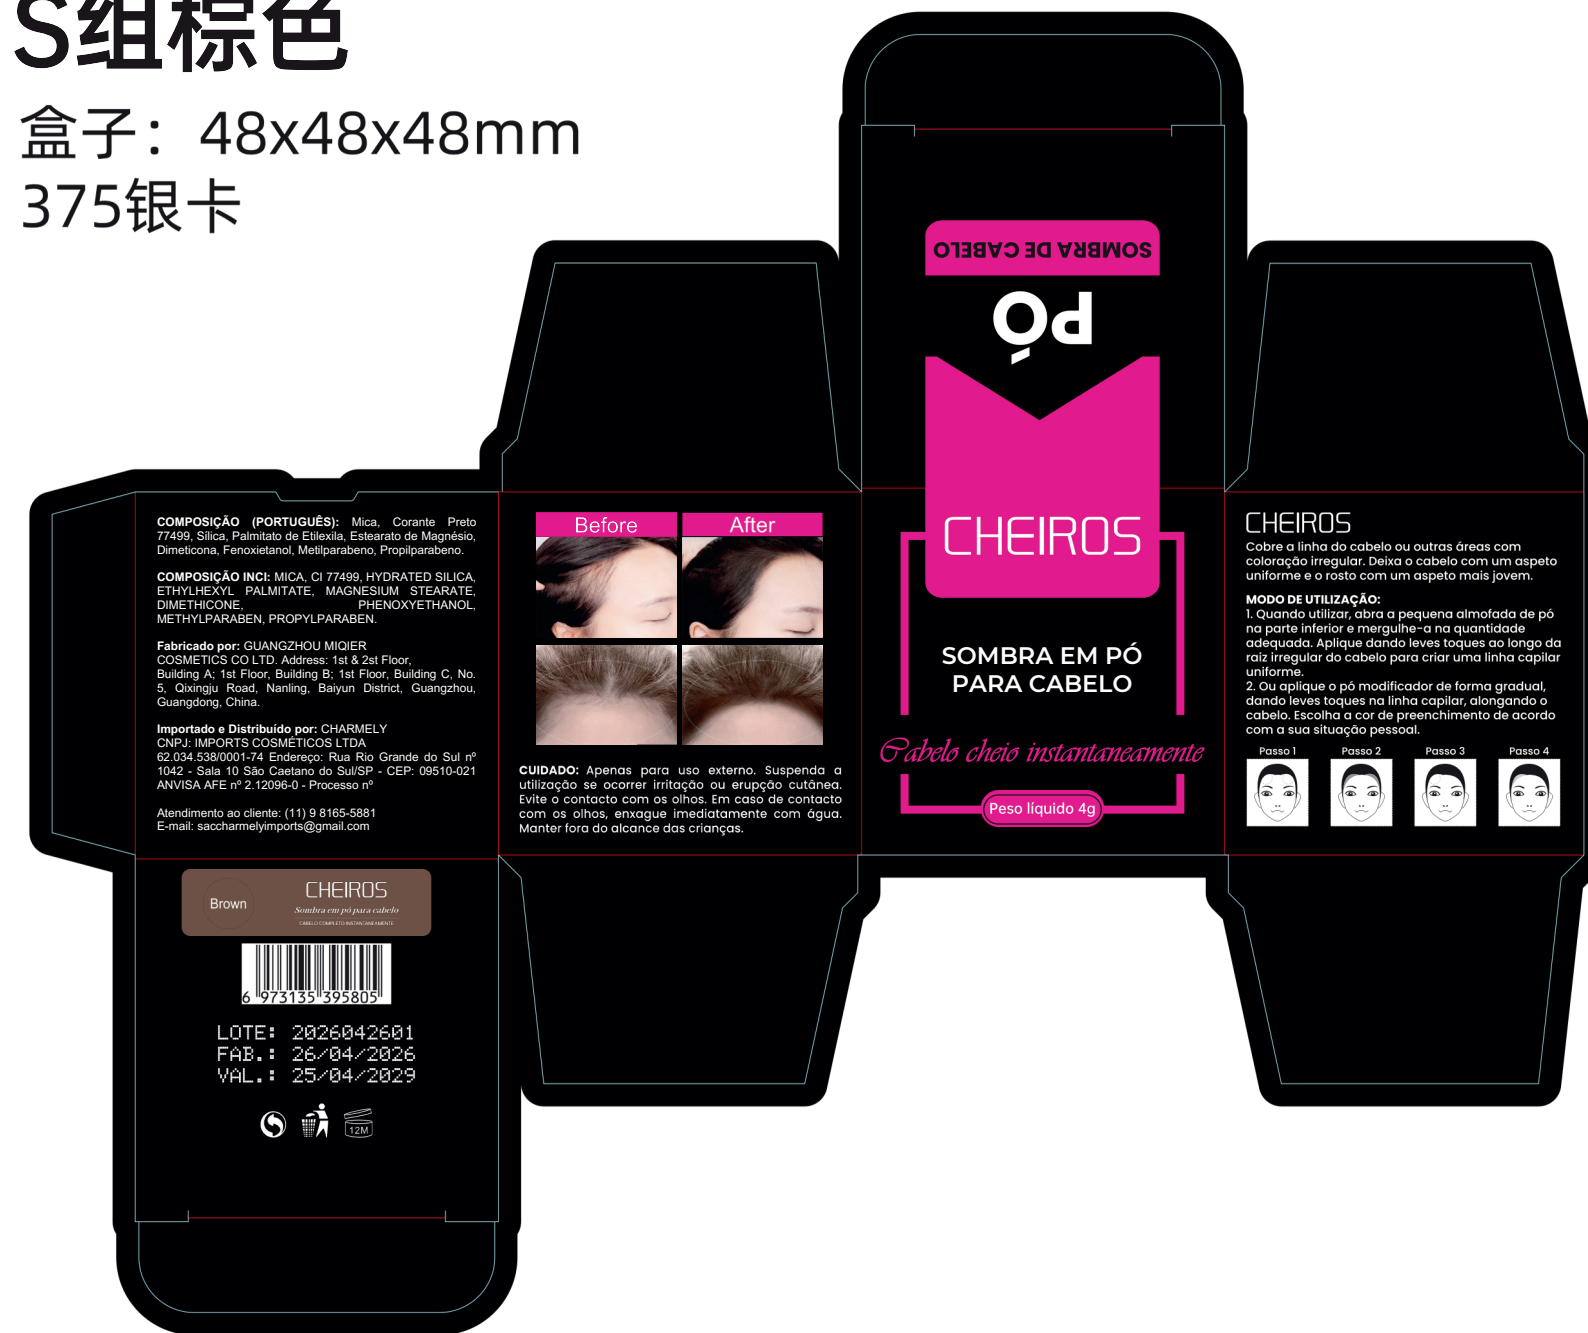 S组棕色
盒子：48x48x48mm
375银卡
SOMBRA DE CABELO
PÓ
CHEIROS
SOMBRA EM PÓ
PARA CABELO
Cabelo cheio instantaneamente
Peso líquido 4g
COMPOSIÇÃO (PORTUGUÊS): Mica, Corante Preto
77499, Sílica, Palmitato de Etilexila, Estearato de Magnésio,
Dimeticona, Fenoxietanol, Metilparabeno, Propilparabeno.
COMPOSIÇÃO INCI: MICA, CI 77499, HYDRATED SILICA,
ETHYLHEXYL PALMITATE, MAGNESIUM STEARATE,
DIMETHICONE, PHENOXYETHANOL,
METHYLPARABEN, PROPYLPARABEN.
Fabricado por: GUANGZHOU MIQIER
COSMETICS CO LTD. Address: 1st & 2st Floor,
Building A; 1st Floor, Building B; 1st Floor, Building C, No.
5, Qixingju Road, Nanling, Baiyun District, Guangzhou,
Guangdong, China.
Importado e Distribuído por: CHARMELY
CNPJ: IMPORTS COSMÉTICOS LTDA
62.034.538/0001-74 Endereço: Rua Rio Grande do Sul nº
1042 - Sala 10 São Caetano do Sul/SP - CEP: 09510-021
ANVISA AFE nº 2.12096-0 - Processo nº
Atendimento ao cliente: (11) 9 8165-5881
E-mail: saccharmelyimports@gmail.com
Before
After
CUIDADO: Apenas para uso externo. Suspenda a
utilização se ocorrer irritação ou erupção cutânea.
Evite o contacto com os olhos. Em caso de contacto
com os olhos, enxague imediatamente com água.
Manter fora do alcance das crianças.
CHEIROS
Cobre a linha do cabelo ou outras áreas com
coloração irregular. Deixa o cabelo com um aspeto
uniforme e o rosto com um aspeto mais jovem.
MODO DE UTILIZAÇÃO:
1. Quando utilizar, abra a pequena almofada de pó
na parte inferior e mergulhe-a na quantidade
adequada. Aplique dando leves toques ao longo da
raiz irregular do cabelo para criar uma linha capilar
uniforme.
2. Ou aplique o pó modificador de forma gradual,
dando leves toques na linha capilar, alongando o
cabelo. Escolha a cor de preenchimento de acordo
com a sua situação pessoal.
Passo 1
Passo 2
Passo 3
Passo 4
Brown
CHEIROS
Sombra em pó para cabelo
CABELO COMPLETO INSTANTANEAMENTE
6 973135 395805
LOTE: 2026042601
FAB.: 26/04/2026
VAL.: 25/04/2029
12M